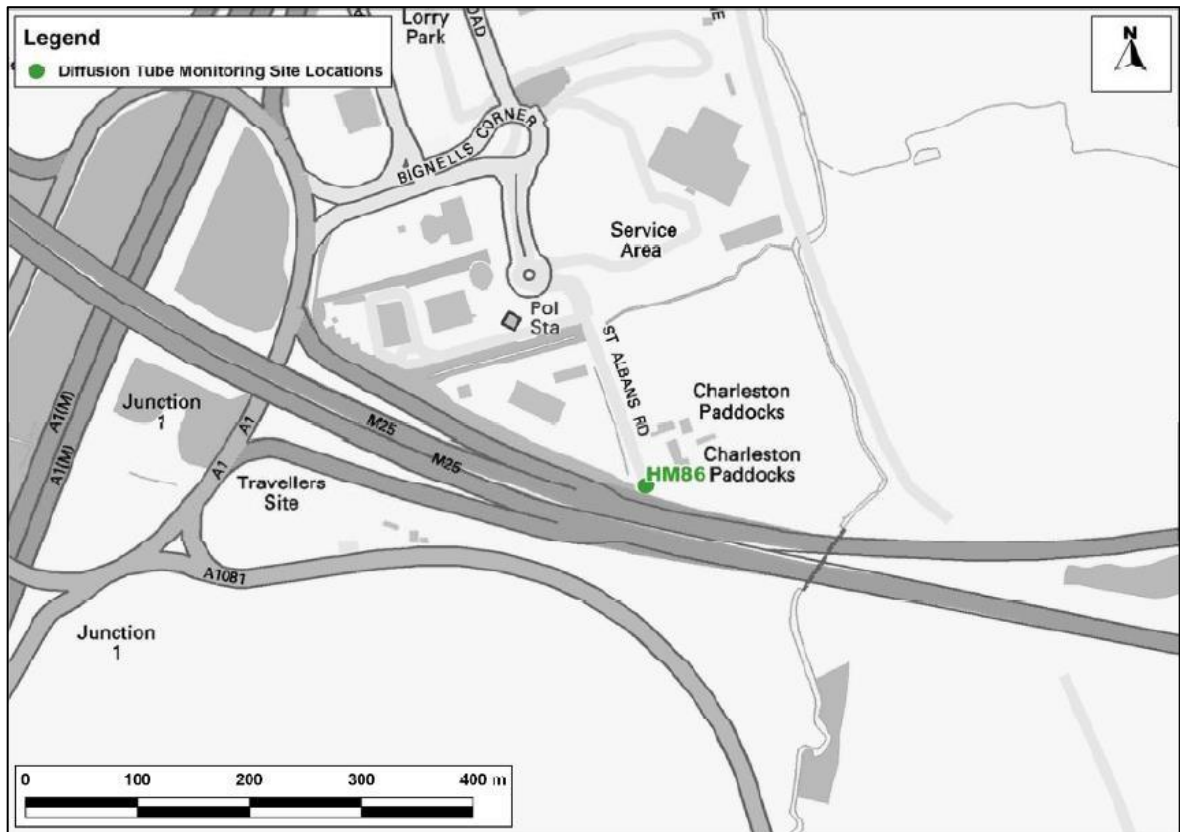 Legend
Diffusion Tube Monitoring Site Locations
Lorry
Park
N
BIGNELLS CORNER
Service
Area
Pol
Sta
ST ALBANS RD
Charleston
Paddocks
Charleston
HM86 Paddocks
A1(M)
A1(M)
Junction
1
A1
A1
M25
M25
Travellers
Site
A1081
Junction
1
0 100 200 300 400 m